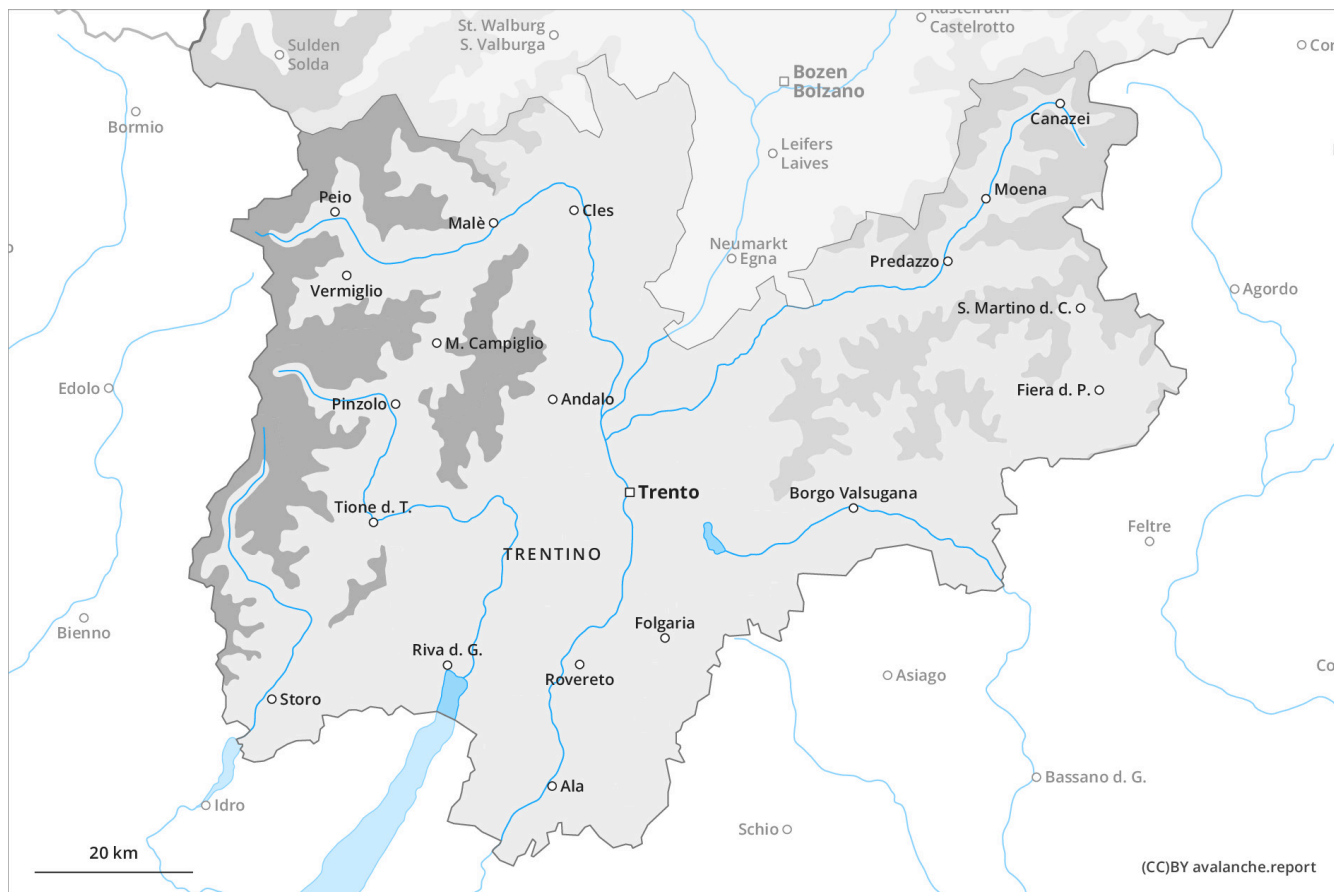 St. Walburg
S. Valburga
Kastelruth
Castelrotto
Sulden
Solda
Bozen
Bolzano
Bormio
Canazei
Leifers
Laives
Moena
Peio
Malè
Cles
Neumarkt
Egna
Predazzo
Vermiglio
Agordo
S. Martino d. C.
M. Campiglio
Edolo
Pinzolo
Andalo
Fiera d. P.
Trento
Borgo Valsugana
Tione d. T.
Feltre
TRENTINO
Bienno
Folgaria
Riva d. G.
Rovereto
Asiago
Storo
Ala
Bassano d. G.
Idro
Schio
20 km
(CC)BY avalanche.report